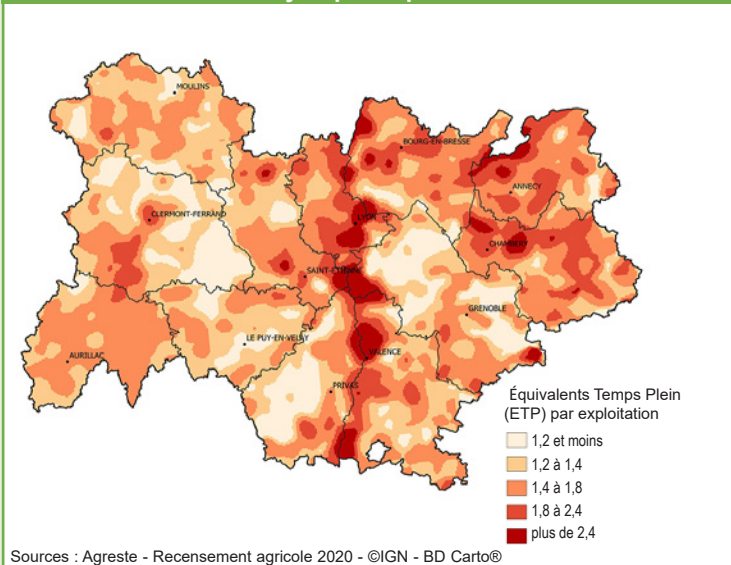 MOULINS
BOURG-EN-BRESSE
ANNECY
CLERMONT-FERRAND
LYON
CHAMBERY
SAINT-ETIENNE
GRENOBLE
LE PUY-EN-VELAY
VALENCE
AURILLAC
PRIVAS
Équivalents Temps Plein
(ETP) par exploitation
1,2 et moins
1,2 à 1,4
1,4 à 1,8
1,8 à 2,4
plus de 2,4
Sources : Agreste - Recensement agricole 2020 - ©IGN - BD Carto®